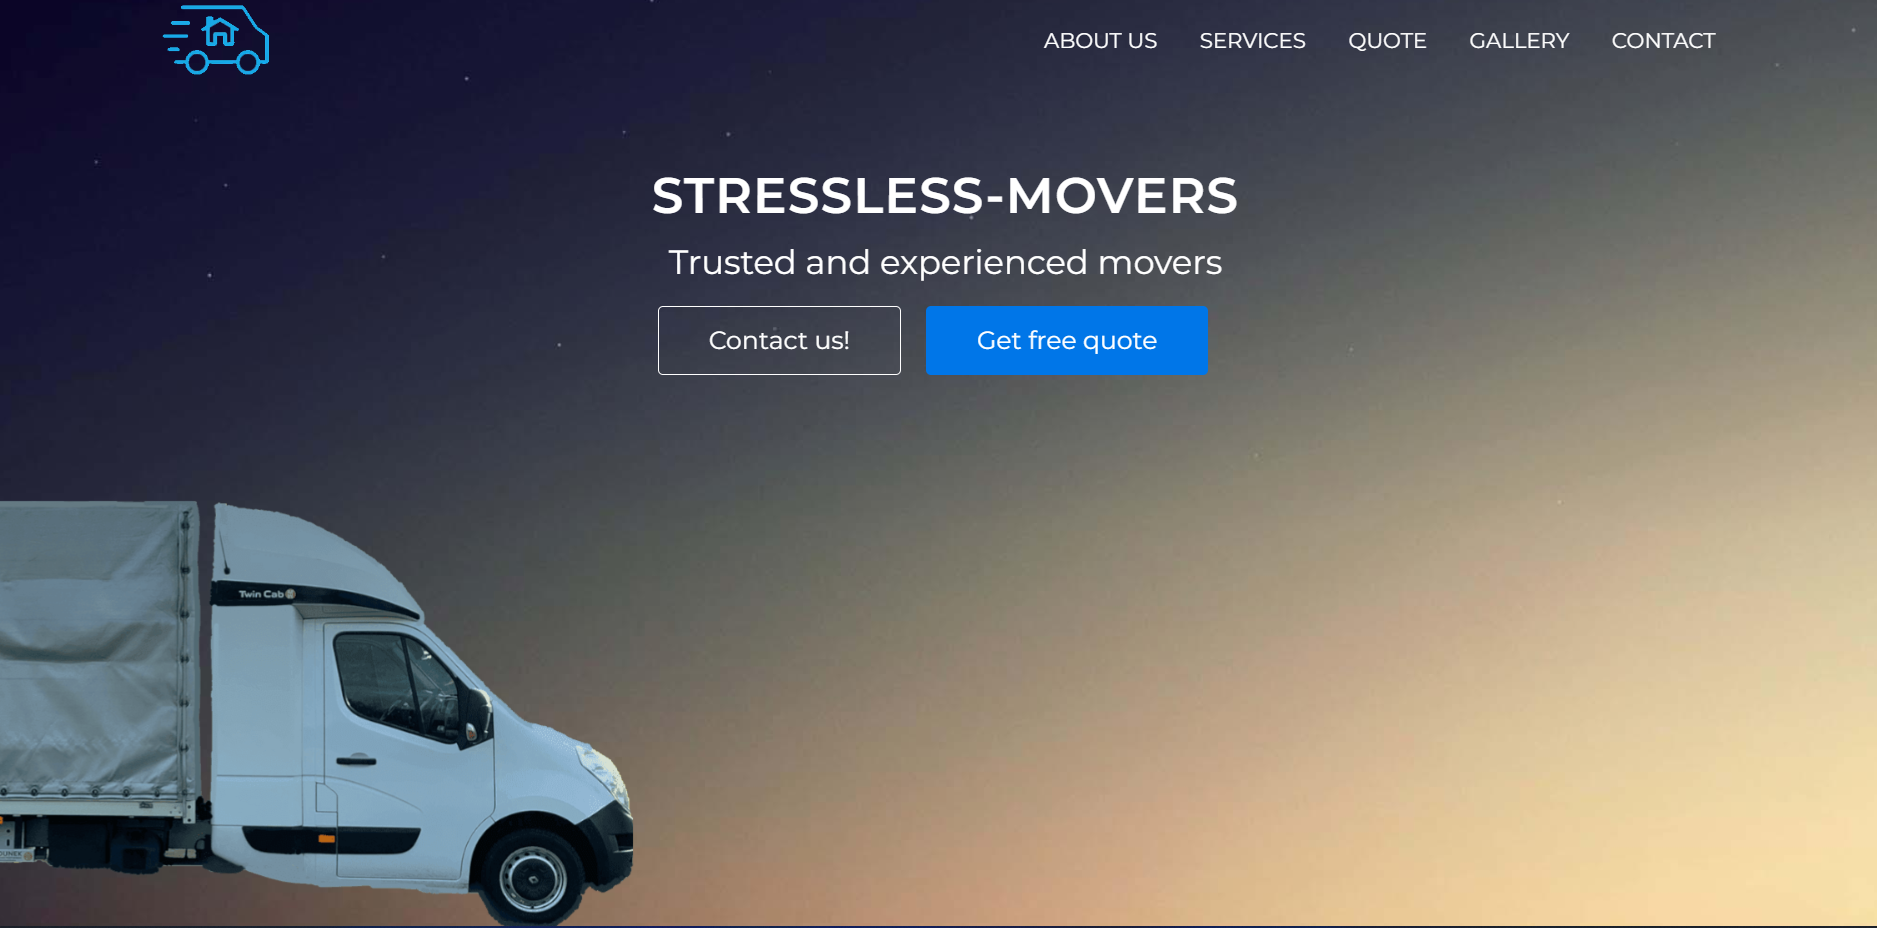 ABOUT US SERVICES QUOTE GALLERY CONTACT
STRESSLESS-MOVERS
Trusted and experienced movers
Contact us! Get free quote
Twin Cab